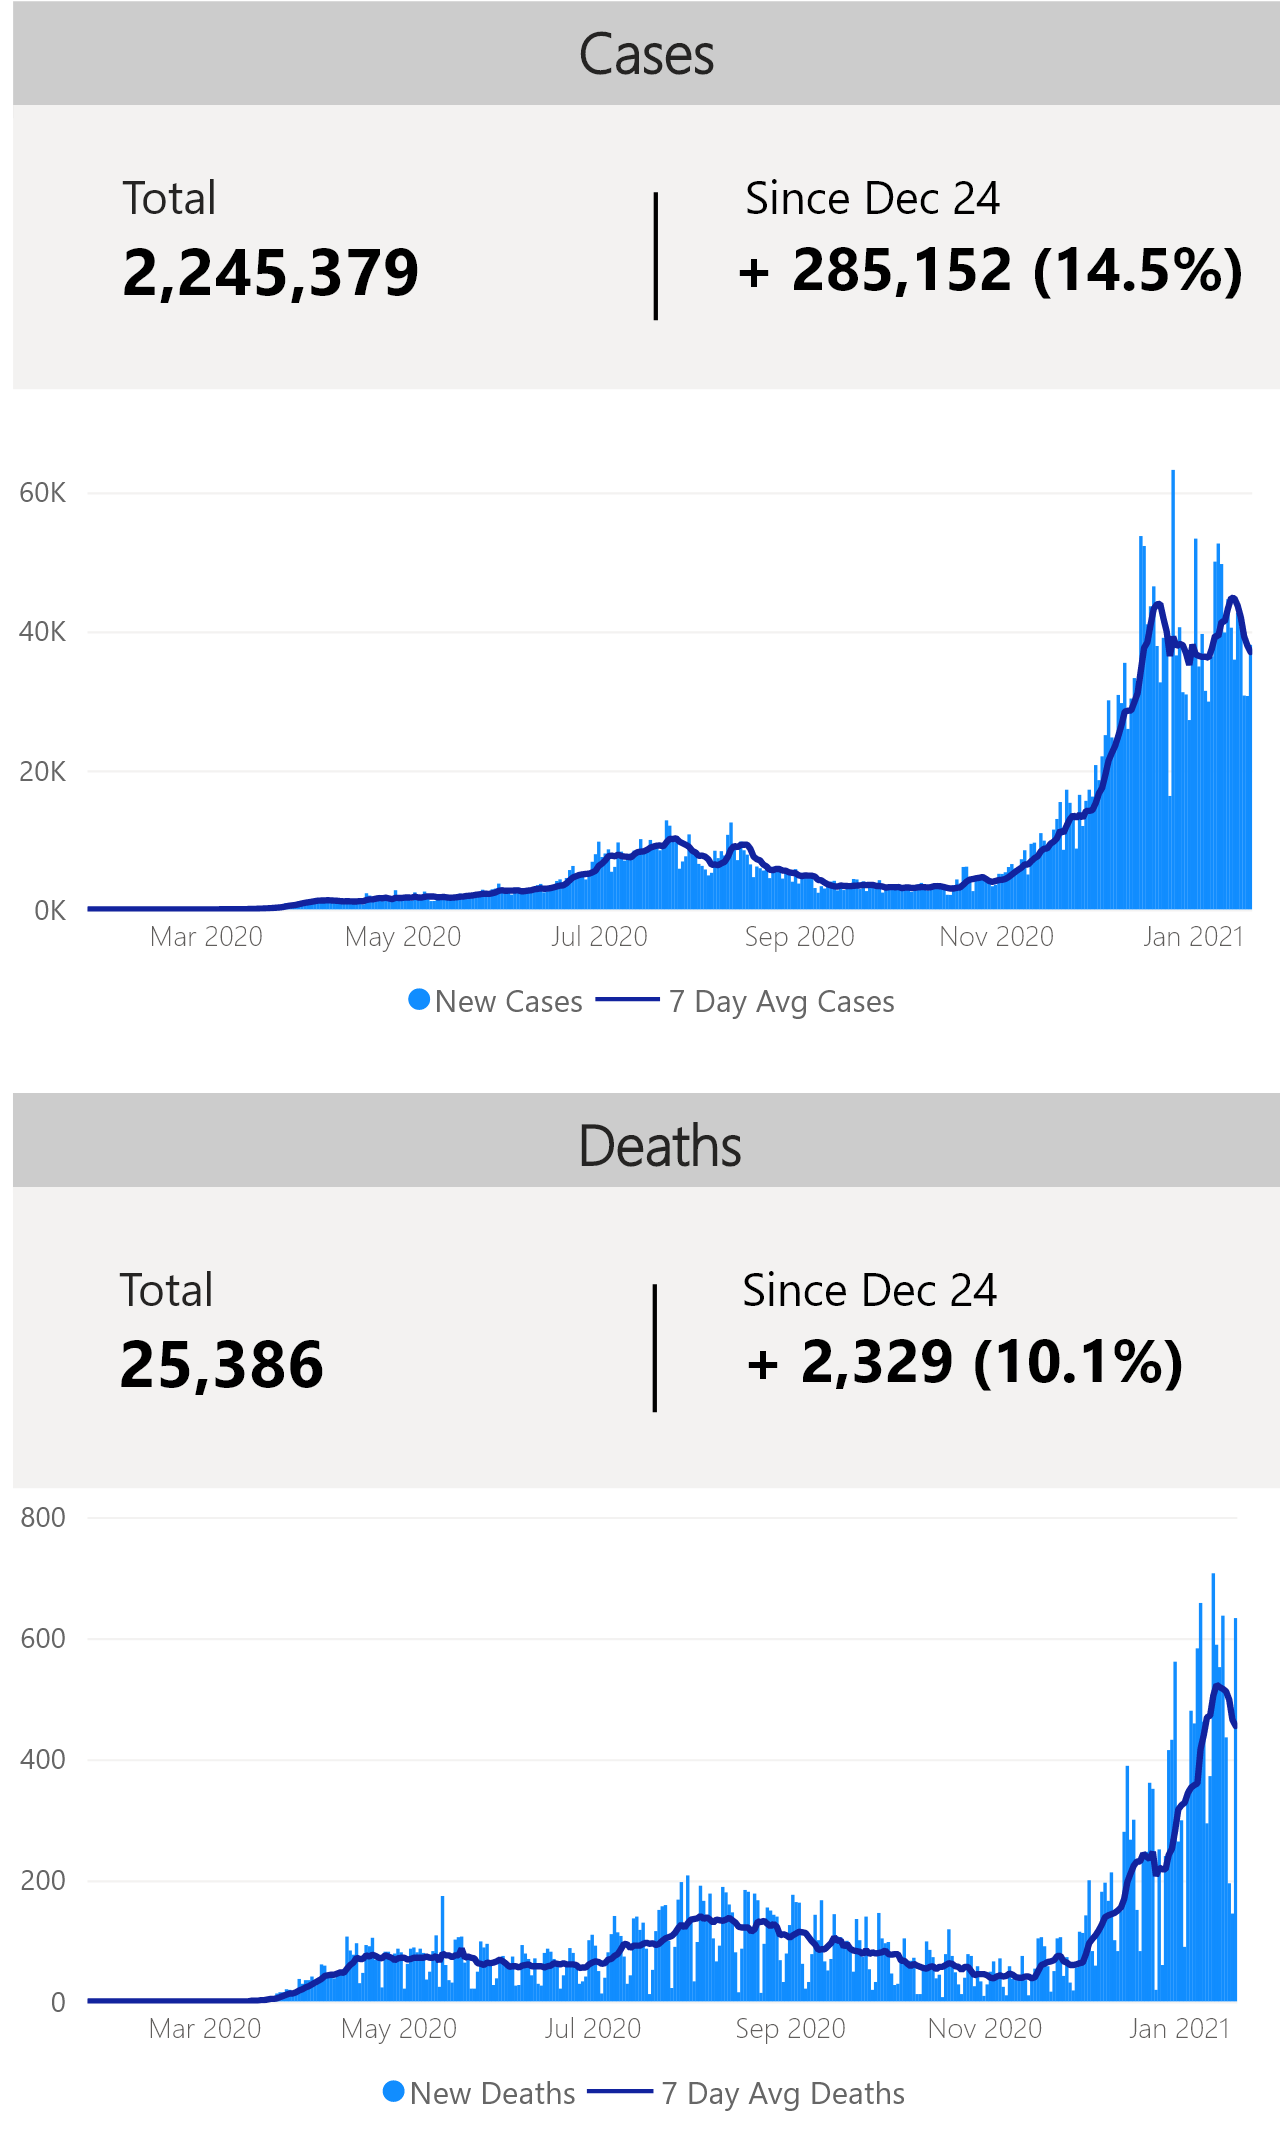 Cases
Total
2,245,379
Since Dec 24
+ 285,152 (14.5%)
60K
40K
20K
0K
Mar 2020 May 2020 Jul 2020 Sep 2020 Nov 2020 Jan 2021
New Cases 7 Day Avg Cases
Deaths
Total
25,386
Since Dec 24
+ 2,329 (10.1%)
800
600
400
200
0
Mar 2020 May 2020 Jul 2020 Sep 2020 Nov 2020 Jan 2021
New Deaths 7 Day Avg Deaths